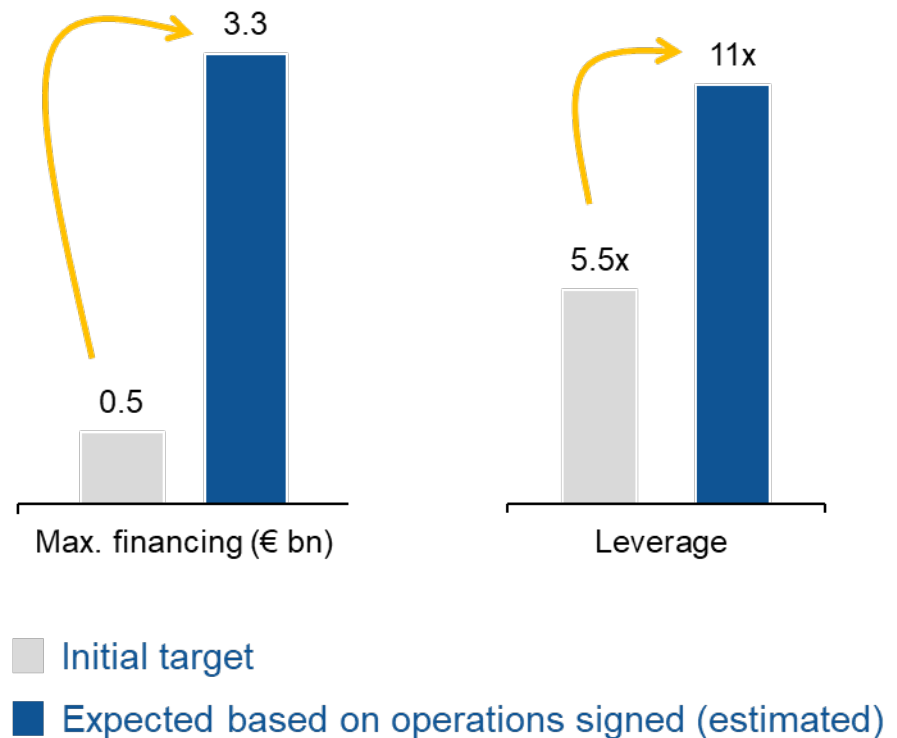 3.3
0.5
Max. financing (€ bn)
11x
5.5x
Leverage
Initial target
Expected based on operations signed (estimated)